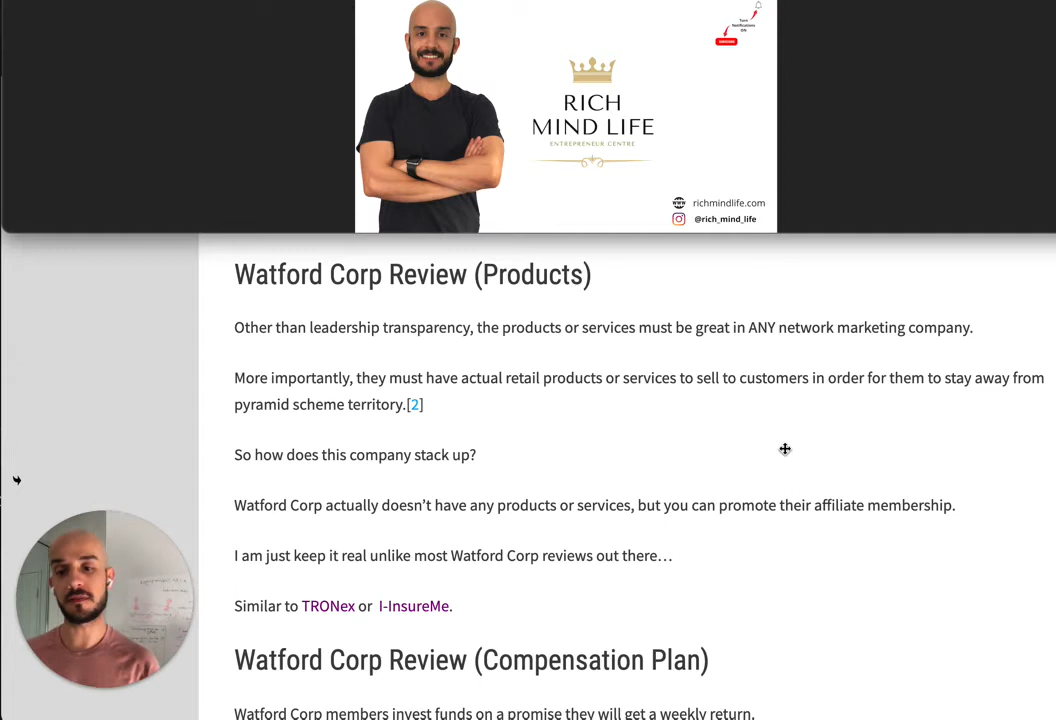 Turn
Notifications
ON
SUBSCRIBE
RICH
MIND LIFE
ENTREPRENEUR CENTRE
www richmindlife.com
@rich_mind_life
Watford Corp Review (Products)
Other than leadership transparency, the products or services must be great in ANY network marketing company.
More importantly, they must have actual retail products or services to sell to customers in order for them to stay away from
pyramid scheme territory.[2]
So how does this company stack up?
Watford Corp actually doesn’t have any products or services, but you can promote their affiliate membership.
I am just keep it real unlike most Watford Corp reviews out there…
Similar to TRONex or I-InsureMe.
Watford Corp Review (Compensation Plan)
Watford Corp members invest funds on a promise they will get a weekly return.